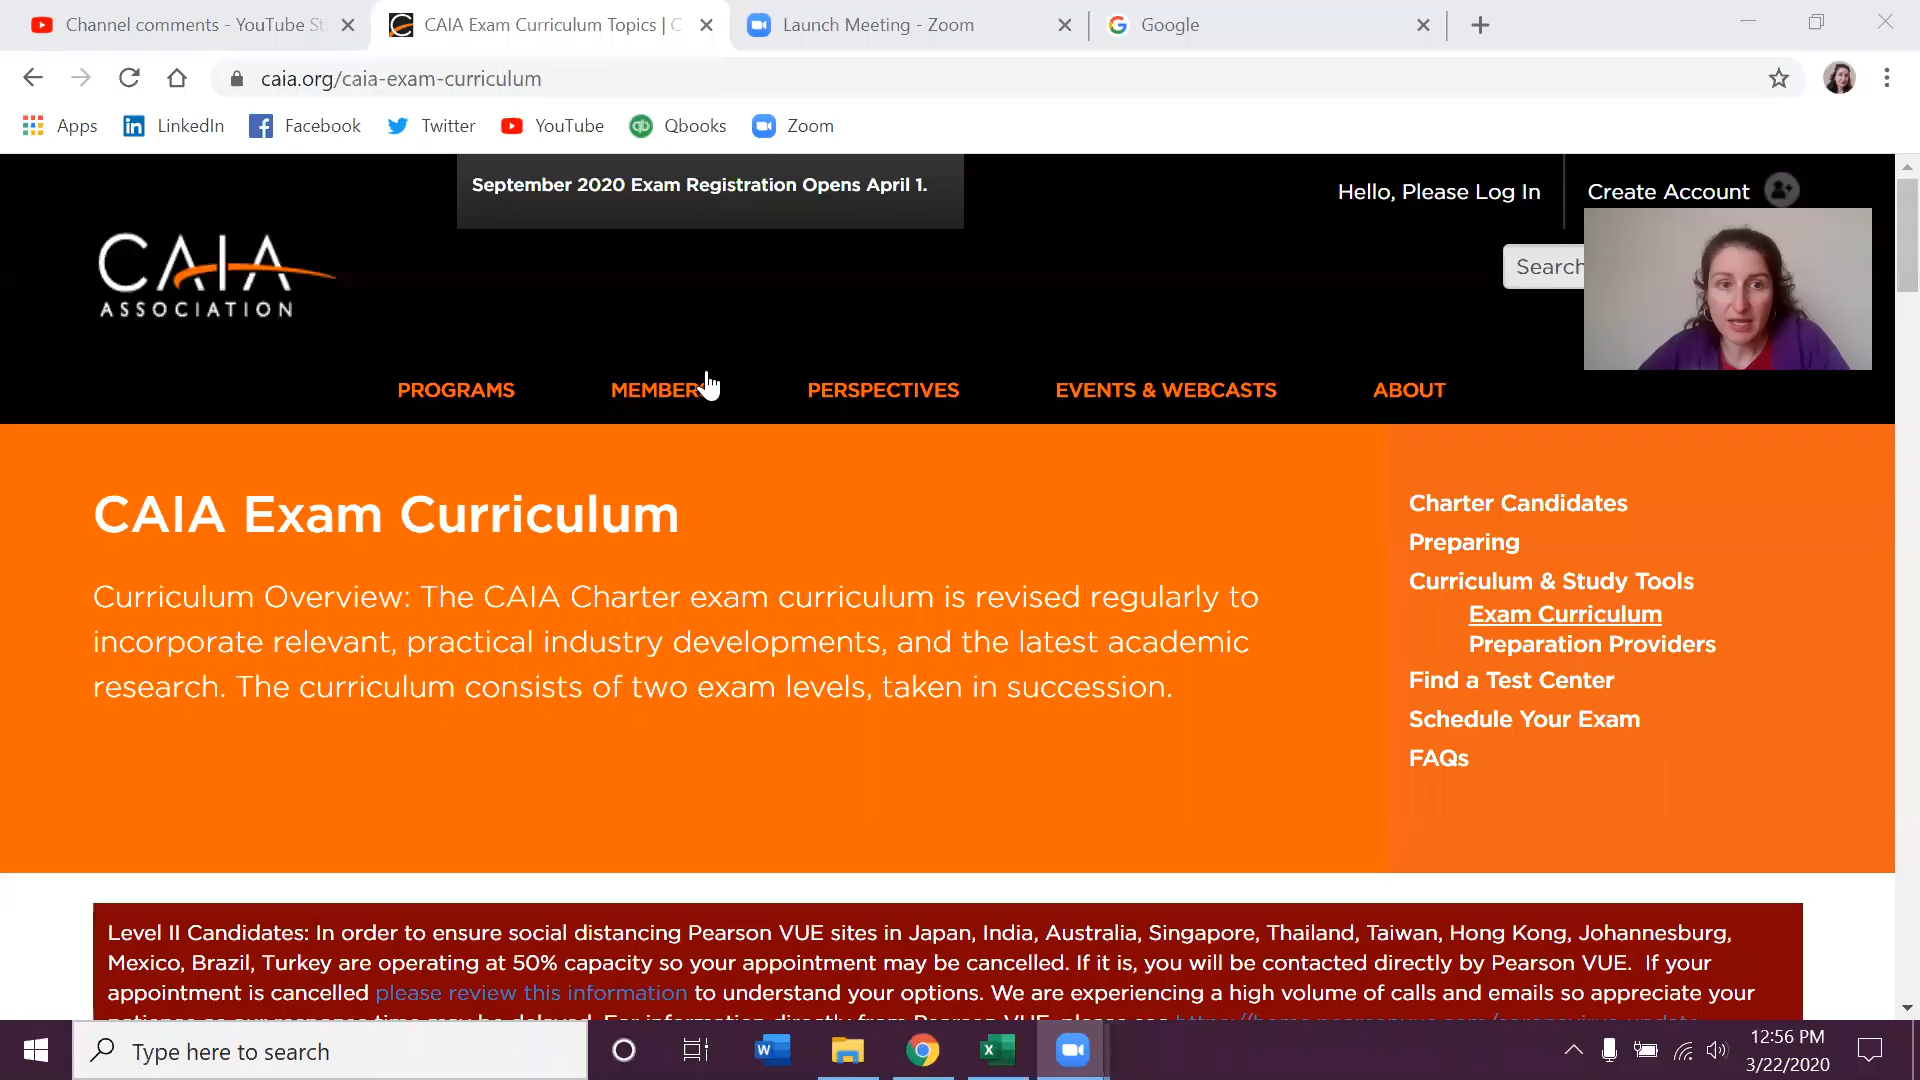 Channel comments - YouTube St
CAIA Exam Curriculum Topics | C
Launch Meeting - Zoom
Google
caia.org/caia-exam-curriculum
Apps
LinkedIn
Facebook
Twitter
YouTube
Qbooks
Zoom
September 2020 Exam Registration Opens April 1.
Hello, Please Log In
Create Account
CAIA
ASSOCIATION
Search
PROGRAMS
MEMBER
PERSPECTIVES
EVENTS & WEBCASTS
ABOUT
CAIA Exam Curriculum
Curriculum Overview: The CAIA Charter exam curriculum is revised regularly to
incorporate relevant, practical industry developments, and the latest academic
research. The curriculum consists of two exam levels, taken in succession.
Charter Candidates
Preparing
Curriculum & Study Tools
Exam Curriculum
Preparation Providers
Find a Test Center
Schedule Your Exam
FAQs
Level II Candidates: In order to ensure social distancing Pearson VUE sites in Japan, India, Australia, Singapore, Thailand, Taiwan, Hong Kong, Johannesburg,
Mexico, Brazil, Turkey are operating at 50% capacity so your appointment may be cancelled. If it is, you will be contacted directly by Pearson VUE. If your
appointment is cancelled please review this information to understand your options. We are experiencing a high volume of calls and emails so appreciate your
Type here to search
12:56 PM
3/22/2020